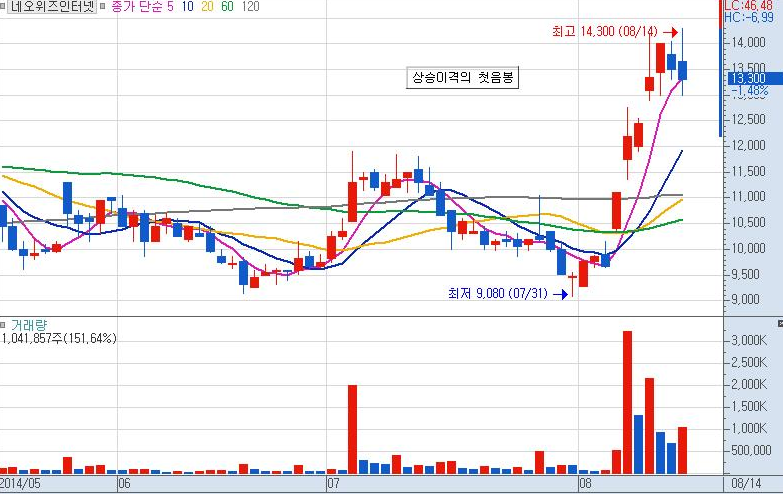 네오위즈인터넷 종가 단순 5 10 20 60 120
LC:46,48
HC:-6,99
최고 14,300 (08/14)
14,000
13,500
상승이격의 첫음봉
13,300
-1,48%
13,000
12,500
12,000
11,500
11,000
10,500
10,000
9,500
최저 9,080 (07/31)
9,000
거래량
1,041,857주(151,64%)
3,000K
2,500K
2,000K
1,500K
1,000K
500,000
2014/05 06 07 08 08/14